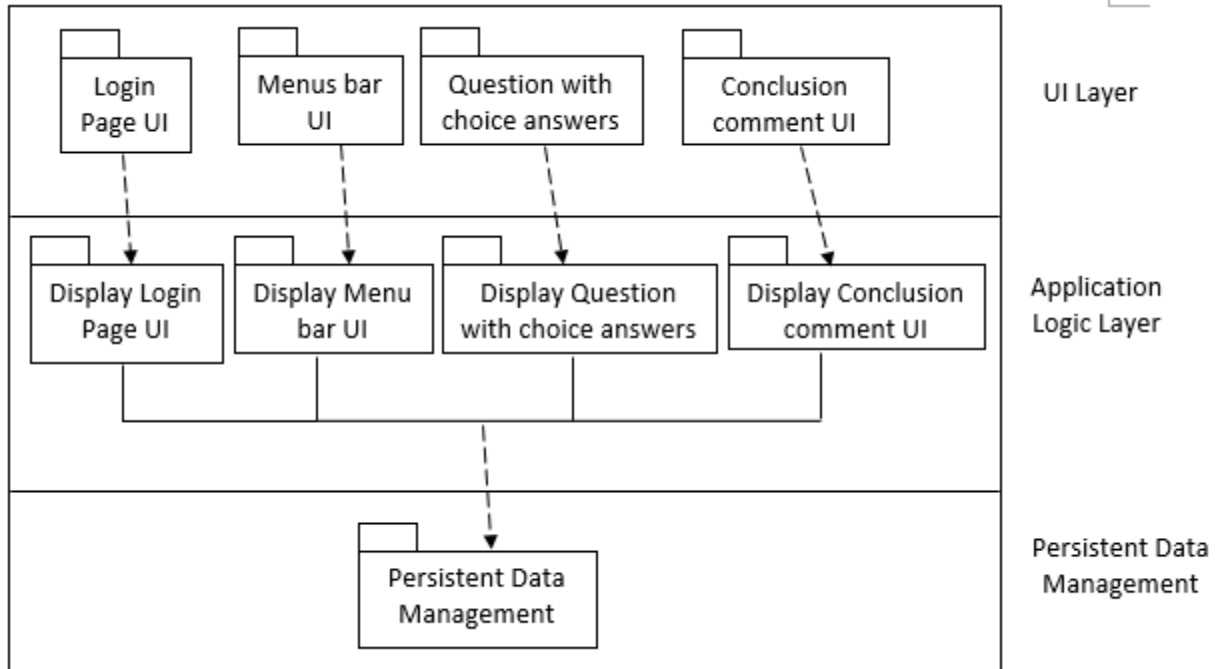 Login
Page UI
Menus bar
UI
Question with
choice answers
Conclusion
comment UI
UI Layer
Display Login
Page UI
Display Menu
bar UI
Display Question
with choice answers
Display Conclusion
comment UI
Application
Logic Layer
Persistent Data
Management
Persistent Data
Management